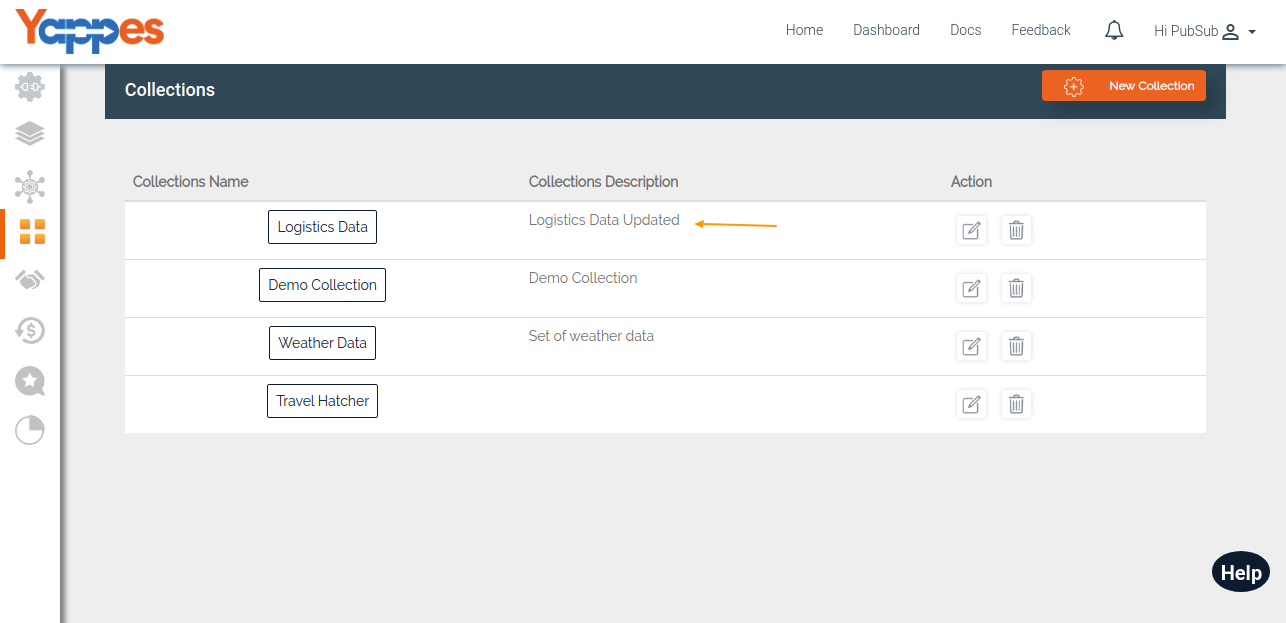 Yappes
Home Dashboard Docs Feedback Hi PubSub
Collections
New Collection
Collections Name Collections Description Action
Logistics Data Logistics Data Updated
Demo Collection Demo Collection
Weather Data Set of weather data
Travel Hatcher
Help